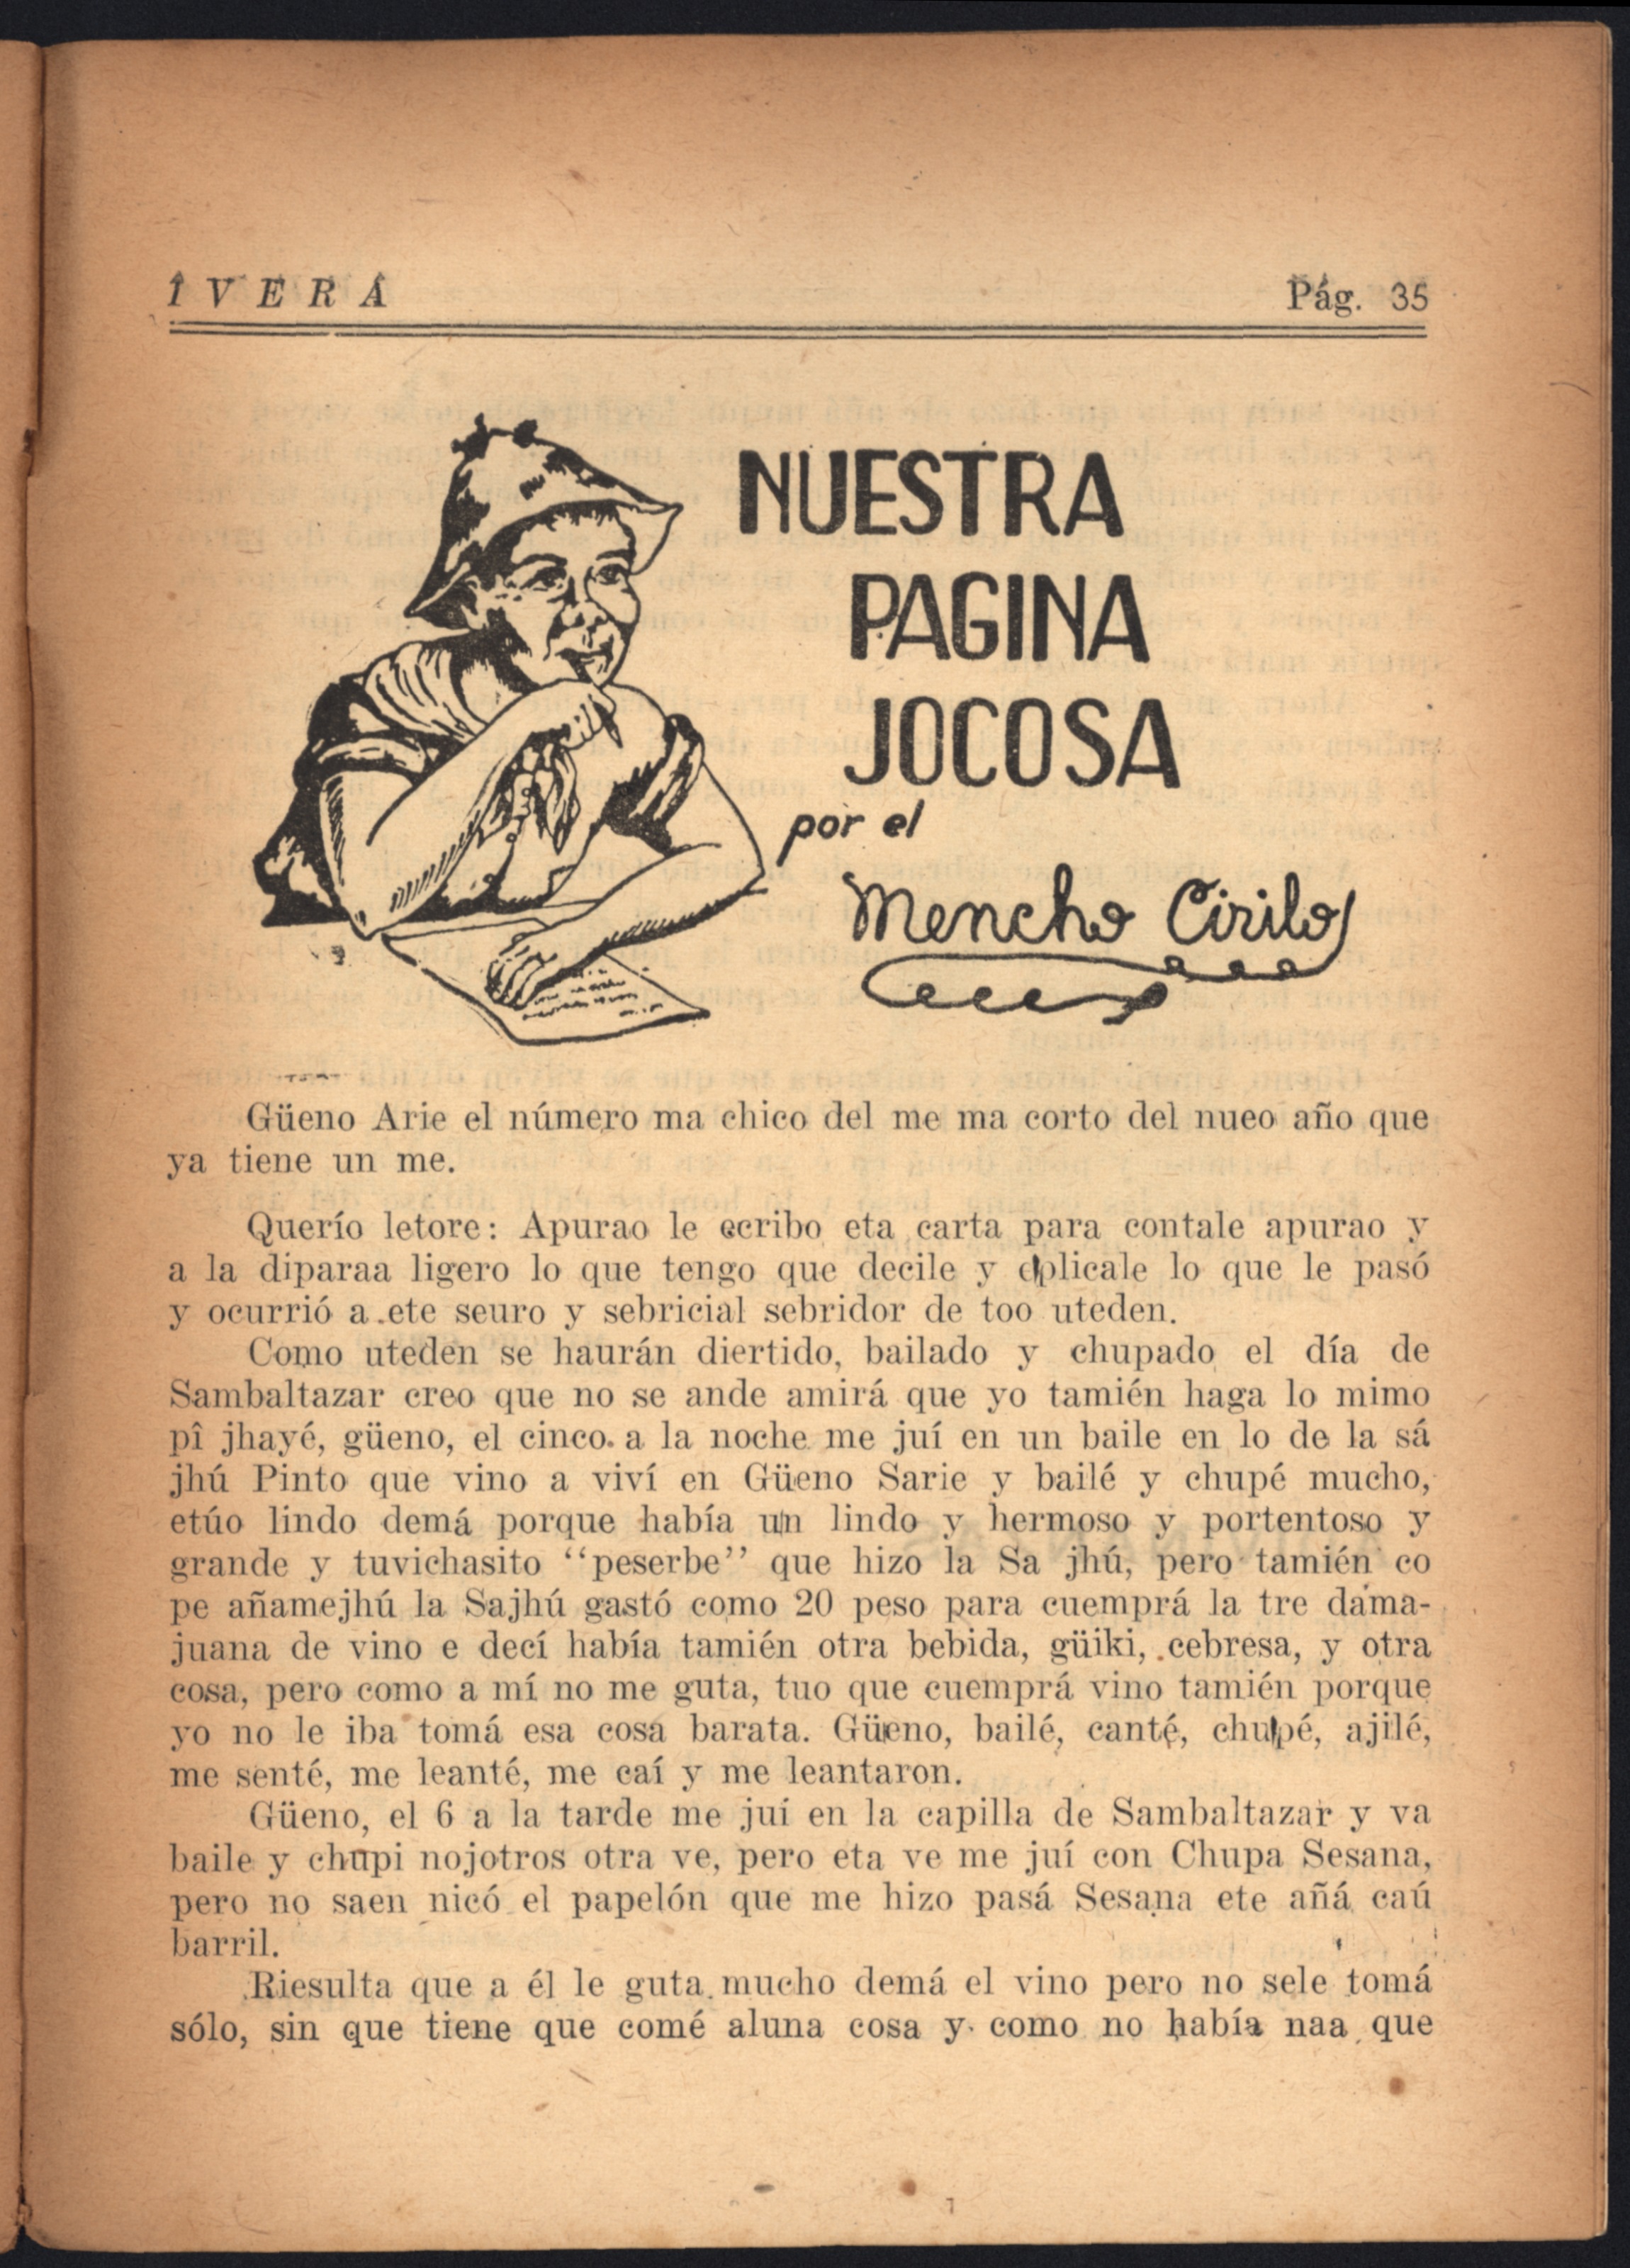 Î V E R Á
Pág. 35
NUESTRA
PAGINA
JOCOSA
por el
Mencho Cirilo
Güeno Arie el número ma chico del me ma corto del nueo año que
ya tiene un me.
Querío letore: Apurao le ecribo eta carta para contale apurao y
a la diparaa ligero lo que tengo que decile y eplicale lo que le pasó
y ocurrió a ete seuro y sebricial sebridor de too uteden.
Como uteden se haurán diertido, bailado y chupado el día de
Sambaltazar creo que no se ande amirá que yo tamién haga lo mimo
pî jhayé, güeno, el cinco a la noche me juí en un baile en lo de la sá
jhú Pinto que vino a viví en Güeno Sarie y bailé y chupé mucho,
etúo lindo demá porque había un lindo y hermoso y portentoso y
grande y tuvichasito “peserbe” que hizo la Sa jhú, pero tamién co
pe añamejhú la Sajhú gastó como 20 peso para cuemprá la tre dama-
juana de vino e decí había tamién otra bebida, güiki, cebresa, y otra
cosa, pero como a mí no me guta, tuo que cuemprá vino tamién porque
yo no le iba tomá esa cosa barata. Güeno, bailé, canté, chupé, ajilé,
me senté, me leanté, me caí y me leantaron.
Güeno, el 6 a la tarde me juí en la capilla de Sambaltazar y va
baile y chupi nojotros otra ve, pero eta ve me juí con Chupa Sesana,
pero no saen nicó el papelón que me hizo pasá Sesana ete añá caú
barril.
Riesulta que a él le guta mucho demá el vino pero no sele tomá
sólo, sin que tiene que comé aluna cosa y como no había naa que